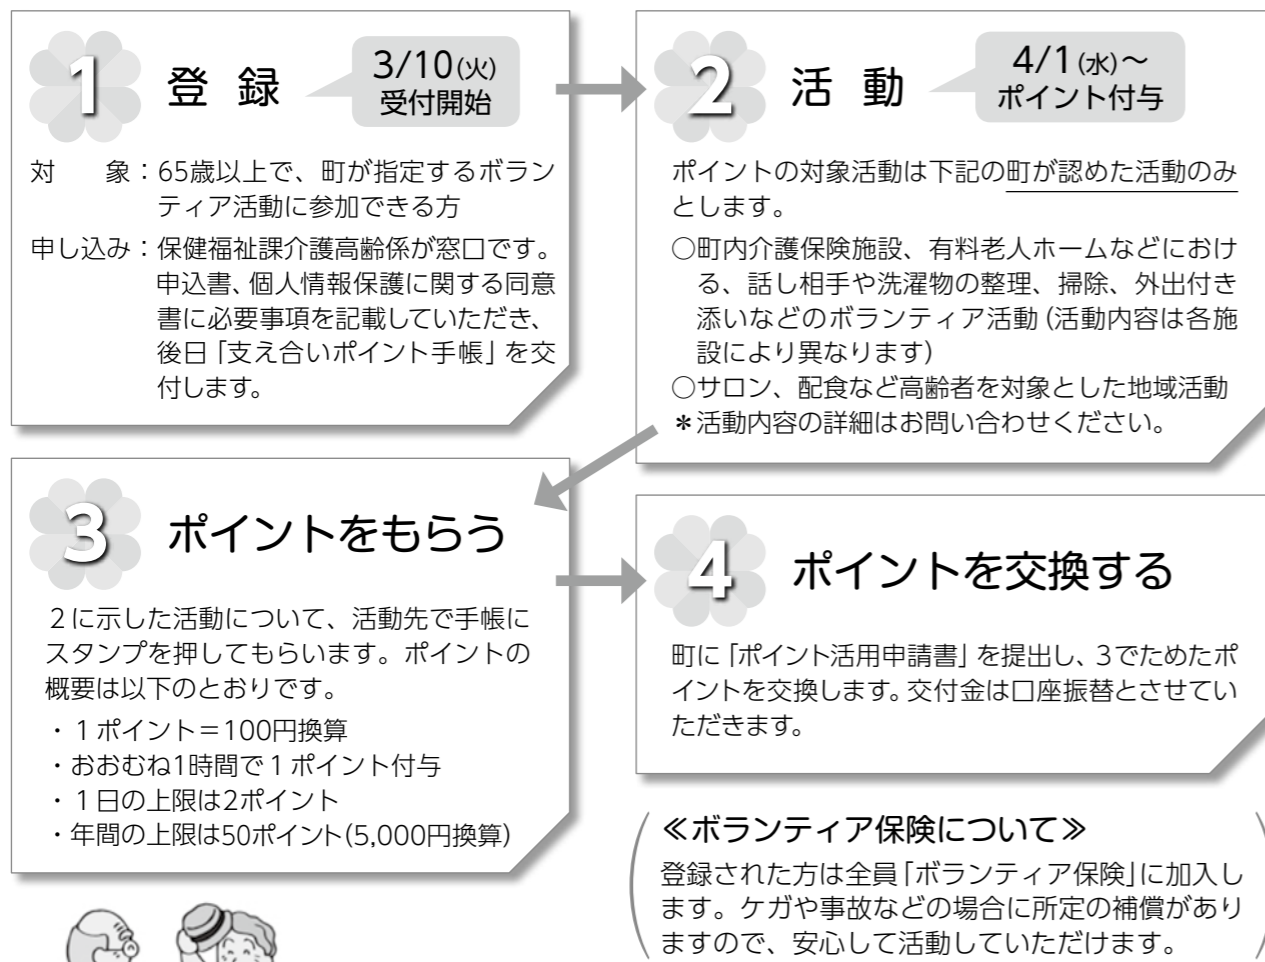 1 登 録
3/10(火)
受付開始
対　　象：65歳以上で、町が指定するボラン
ティア活動に参加できる方
申し込み：保健福祉課介護高齢係が窓口です。
申込書、個人情報保護に関する同意
書に必要事項を記載していただき、
後日「支え合いポイント手帳」を交
付します。
2 活 動
4/1(水)～
ポイント付与
ポイントの対象活動は下記の町が認めた活動のみ
とします。
○町内介護保険施設、有料老人ホームなどにおけ
る、話し相手や洗濯物の整理、掃除、外出付き
添いなどのボランティア活動（活動内容は各施
設により異なります）
○サロン、配食など高齢者を対象とした地域活動
＊活動内容の詳細はお問い合わせください。
3 ポイントをもらう
２に示した活動について、活動先で手帳に
スタンプを押してもらいます。ポイントの
概要は以下のとおりです。
・１ポイント＝100円換算
・おおむね1時間で１ポイント付与
・１日の上限は2ポイント
・年間の上限は50ポイント(5,000円換算)
4 ポイントを交換する
町に「ポイント活用申請書」を提出し、3でためたポ
イントを交換します。交付金は口座振替とさせてい
ただきます。
≪ボランティア保険について≫
登録された方は全員「ボランティア保険」に加入し
ます。ケガや事故などの場合に所定の補償があり
ますので、安心して活動していただけます。